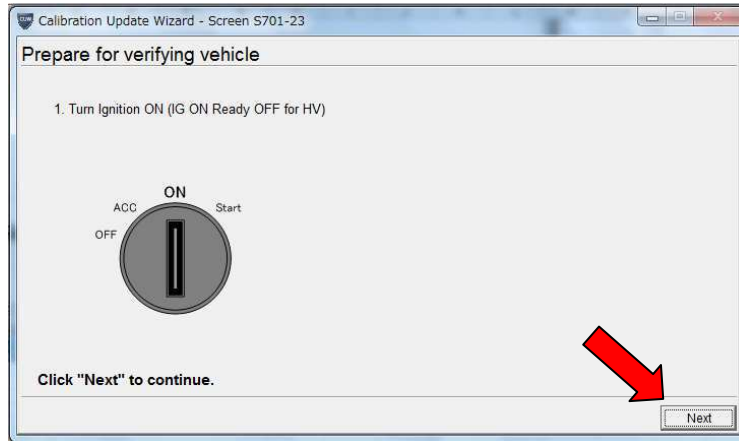 CUW Calibration Update Wizard - Screen S701-23
Prepare for verifying vehicle
1. Turn Ignition ON (IG ON Ready OFF for HV)
ON
ACC
Start
OFF
Click "Next" to continue.
Next